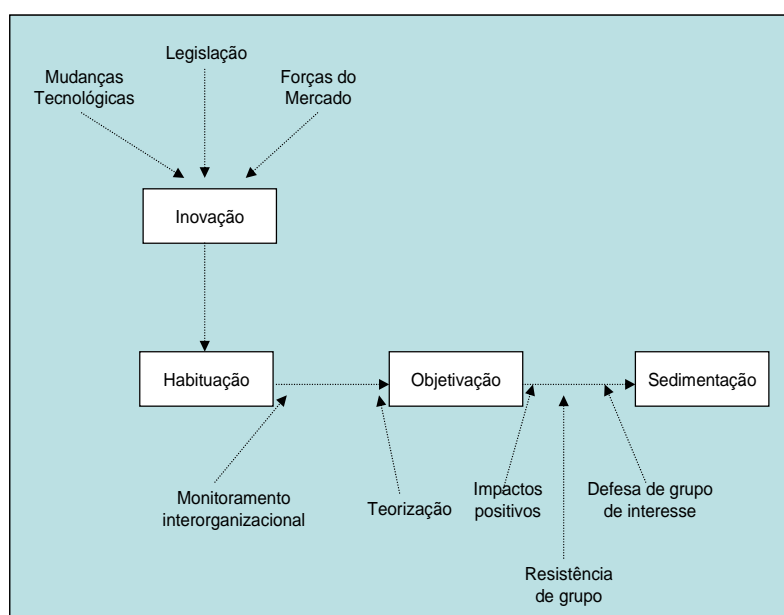 Legislação
Mudanças
Tecnológicas
Forças do
Mercado
Inovação
Habituação
Objetivação
Sedimentação
Monitoramento
interorganizacional
Teorização
Impactos
positivos
Defesa de grupo
de interesse
Resistência
de grupo